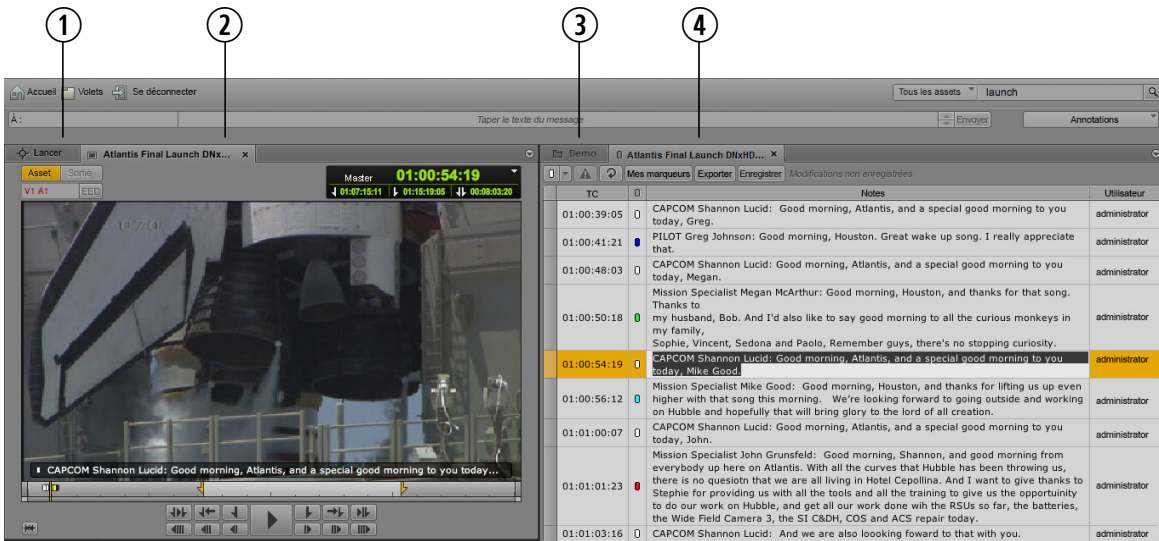 1 2 3 4
Accueil Volets Se déconnecter Tous les assets launch
À : Taper le texte du message Envoyer Annotations
Lancer Atlantis Final Launch DNx... × Demo Atlantis Final Launch DNxHD... ×
Asset Sortie
V1 A1 EED
Master 01:00:54:19
01:07:15:11 01:15:19:05 00:08:03:20
CAPCOM Shannon Lucid: Good morning, Atlantis, and a special good morning to you today...
Mes marqueurs Exporter Enregistrer Modifications non enregistrées
TC Notes Utilisateur
01:00:39:05 CAPCOM Shannon Lucid: Good morning, Atlantis, and a special good morning to you administrator
today, Greg.
01:00:41:21 PILOT Greg Johnson: Good morning, Houston. Great wake up song. I really appreciate administrator
that.
01:00:48:03 CAPCOM Shannon Lucid: Good morning, Atlantis, and a special good morning to you administrator
today, Megan.
Mission Specialist Megan McArthur: Good morning, Houston, and thanks for that song.
Thanks to
01:00:50:18 my husband, Bob. And I'd also like to say good morning to all the curious monkeys in administrator
my family,
Sophie, Vincent, Sedona and Paolo, Remember guys, there's no stopping curiosity.
01:00:54:19 CAPCOM Shannon Lucid: Good morning, Atlantis, and a special good morning to you administrator
today, Mike Good.
Mission Specialist Mike Good: Good morning, Houston, and thanks for lifting us up even
01:00:56:12 higher with that song this morning. We're looking forward to going outside and working administrator
on Hubble and hopefully that will bring glory to the lord of all creation.
01:01:00:07 CAPCOM Shannon Lucid: Good morning, Atlantis, and a special good morning to you administrator
today, John.
Mission Specialist John Grunsfeld: Good morning, Shannon, and good morning from
everybody up here on Atlantis. With all the curves that Hubble has been throwing us,
there is no quesiotn that we are all living in Hotel Cepollina. And I want to give thanks to
01:01:01:23 Stephie for providing us with all the tools and all the training to give us the opportuinity administrator
to do our work on Hubble, and get all our work done wih the RSUs so far, the batteries,
the Wide Field Camera 3, the SI C&DH, COS and ACS repair today.
01:01:03:16 CAPCOM Shannon Lucid: And we are also loooking foward to that with you. administrator